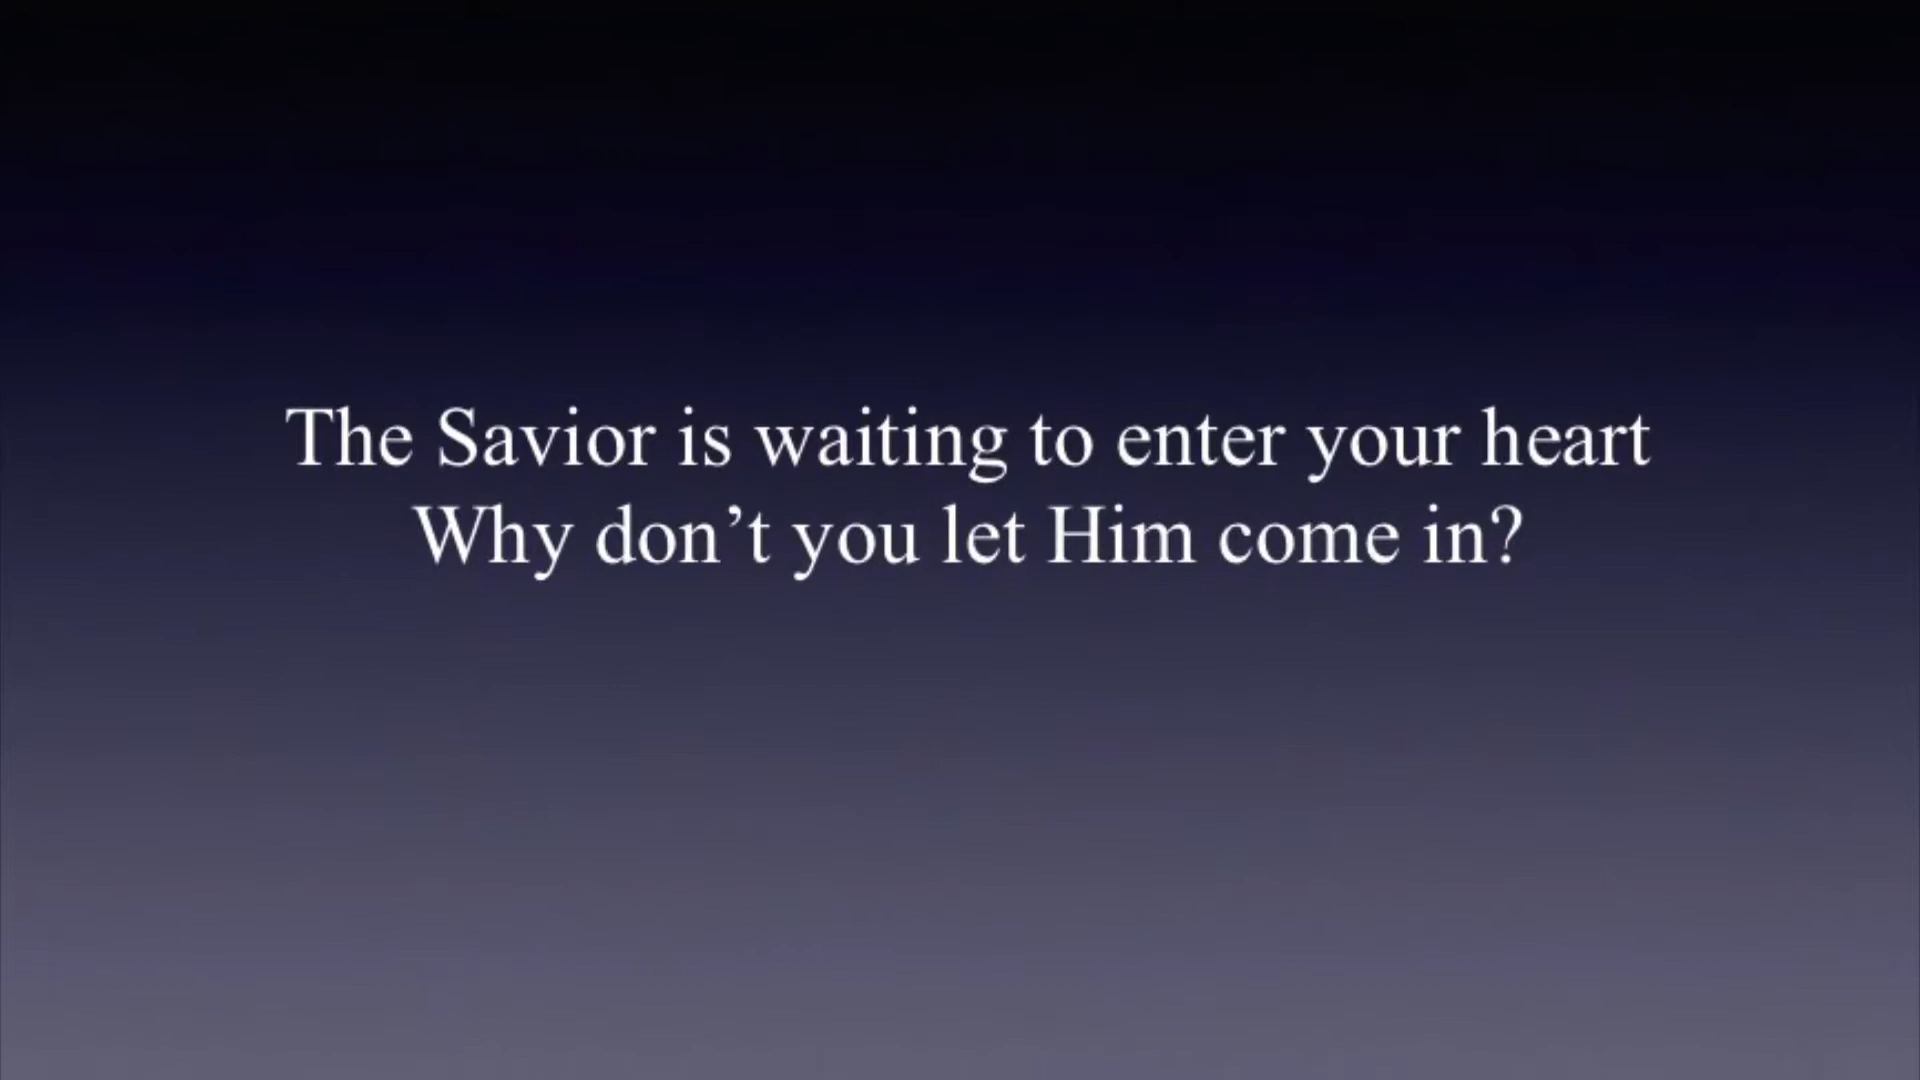 The Savior is waiting to enter your heart
Why don’t you let Him come in?